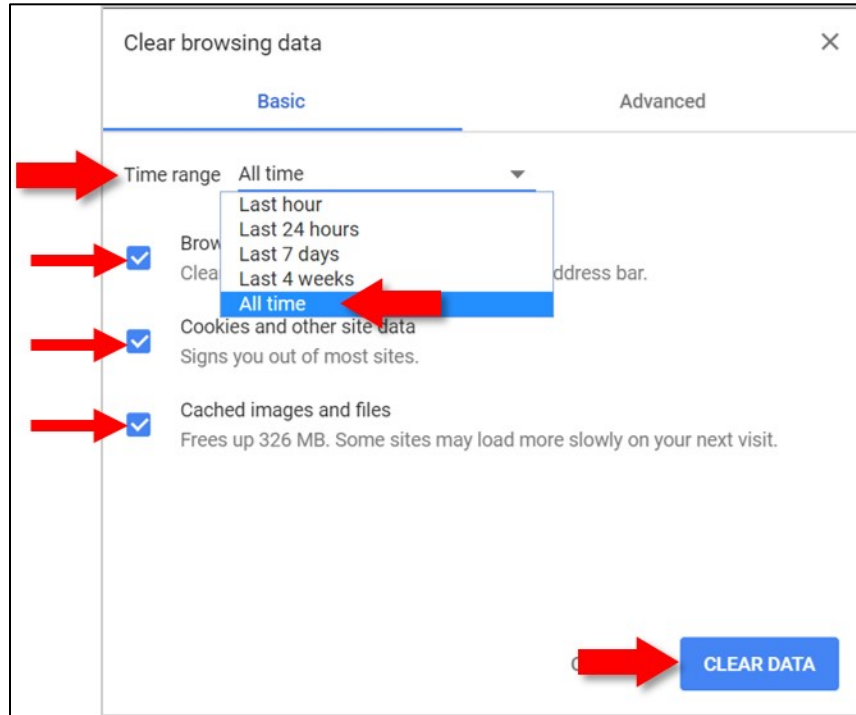 Clear browsing data
Basic Advanced
Time range All time
Last hour
Last 24 hours
Last 7 days
Last 4 weeks
All time
ddress bar.
Cookies and other site data
Signs you out of most sites.
Cached images and files
Frees up 326 MB. Some sites may load more slowly on your next visit.
CLEAR DATA